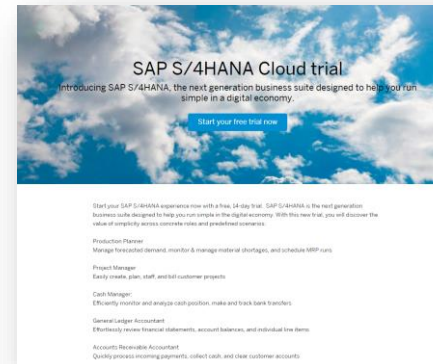 SAP S/4HANA Cloud trial
Introducing SAP S/4HANA, the next generation business suite designed to help you run
simple in a digital economy.
Start your free trial now
Start your SAP S/4HANA experience now with a free, 14-day trial. SAP S/4HANA is the next generation
business suite designed to help you run simple in the digital economy. With this new trial, you will discover the
value of simplicity across concrete roles and predefined scenarios.
Production Planner
Manage forecasted demand, monitor & manage material shortages, and schedule MRP runs
Project Manager
Easily create, plan, staff, and bill customer projects
Cash Manager:
Efficiently monitor and analyze cash position, make and track bank transfers
General Ledger Accountant
Effortlessly review financial statements, account balances, and individual line items
Accounts Receivable Accountant
Quickly process incoming payments, collect cash, and clear customer accounts